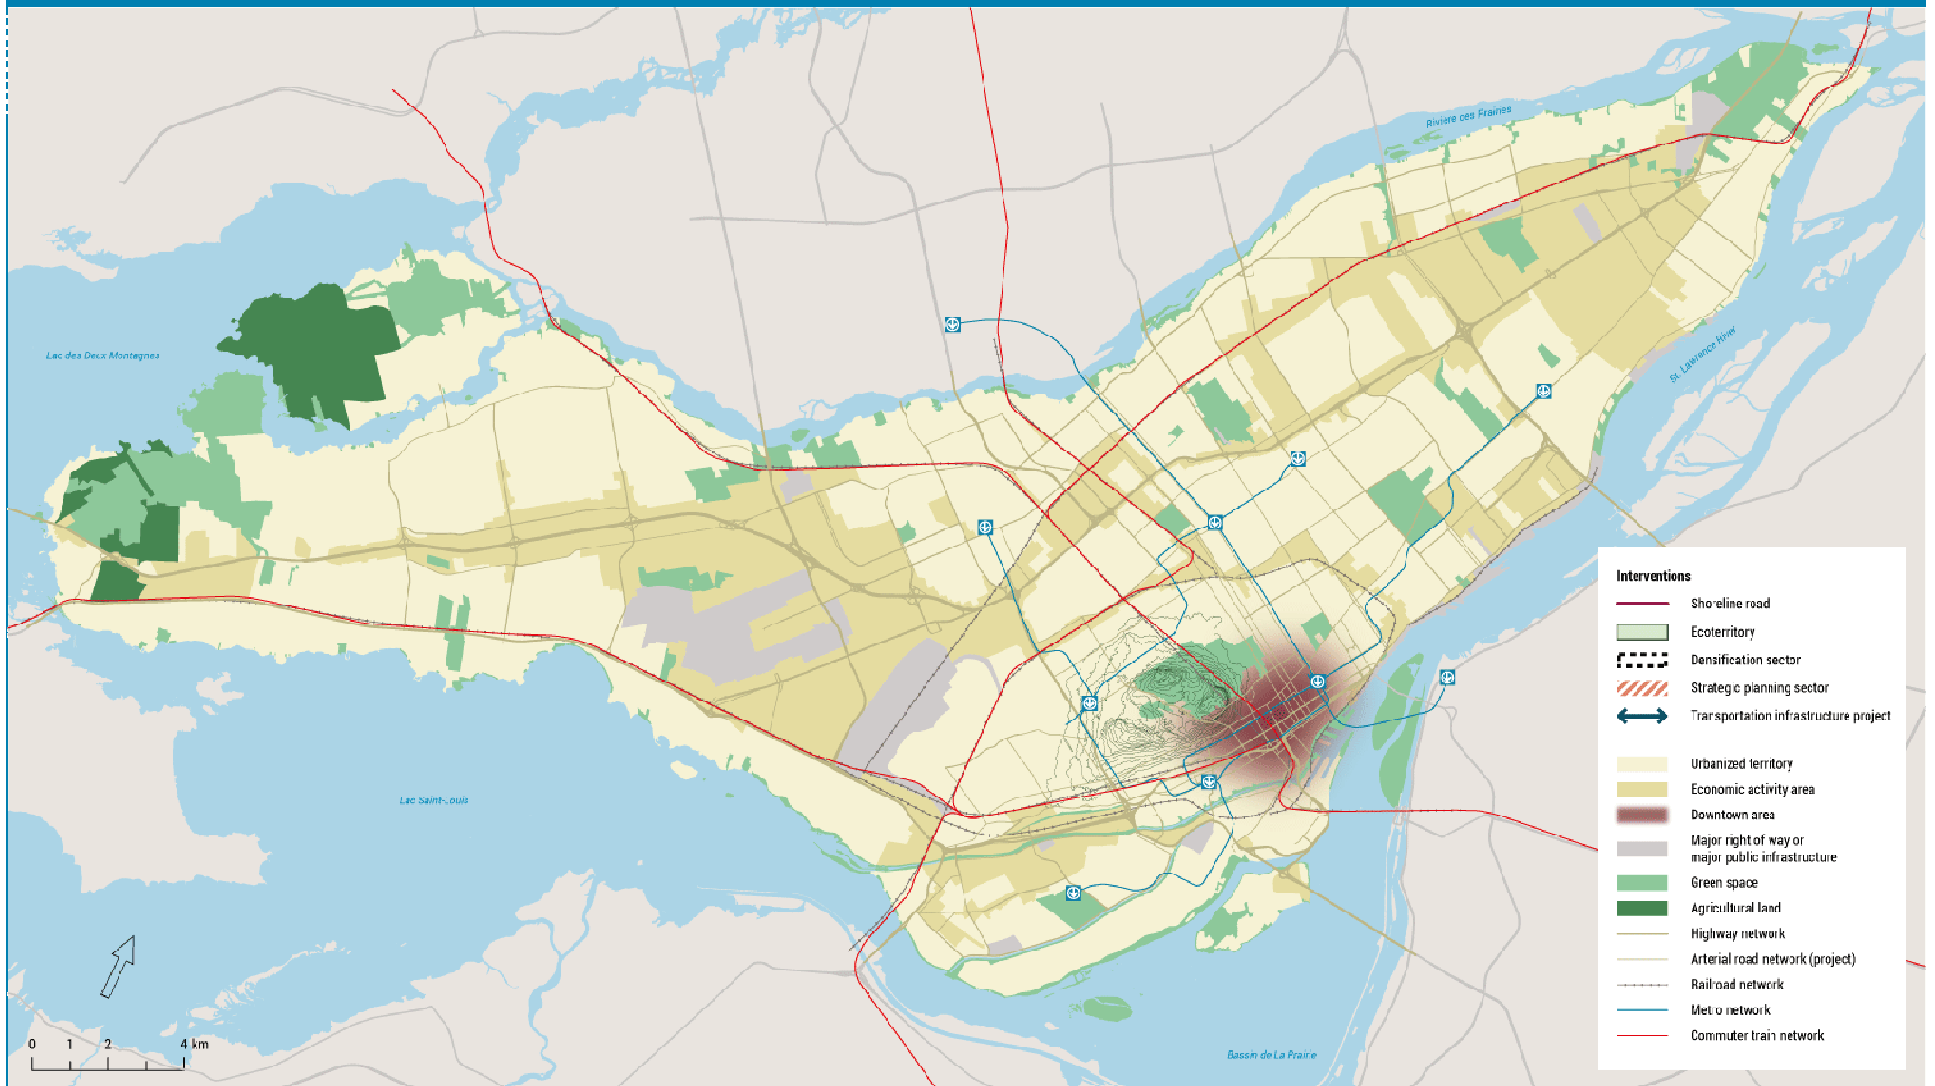 Rivière des Prairies
Lac des Deux Montagnes
St. Lawrence River
Lac Saint-Louis
Bassin de La Prairie
0 1 2 4 km
Interventions
Shoreline road
Ecoterritory
Densification sector
Strategic planning sector
Transportation infrastructure project
Urbanized territory
Economic activity area
Downtown area
Major right of way or
major public infrastructure
Green space
Agricultural land
Highway network
Arterial road network (project)
Railroad network
Metro network
Commuter train network